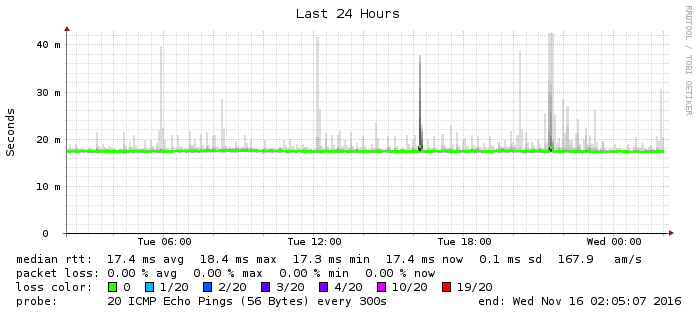 Last 24 Hours
RRDTOOL / TOBI OETIKER
Seconds
40 m
30 m
20 m
10 m
0
Tue 06:00 Tue 12:00 Tue 18:00 Wed 00:00
median rtt: 17.4 ms avg 18.4 ms max 17.3 ms min 17.4 ms now 0.1 ms sd 167.9 am/s
packet loss: 0.00 % avg 0.00 % max 0.00 % min 0.00 % now
loss color: 0 1/20 2/20 3/20 4/20 10/20 19/20
probe: 20 ICMP Echo Pings (56 Bytes) every 300s end: Wed Nov 16 02:05:07 2016